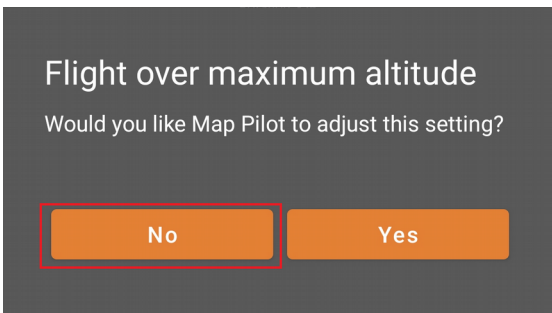 Flight over maximum altitude
Would you like Map Pilot to adjust this setting?
No Yes